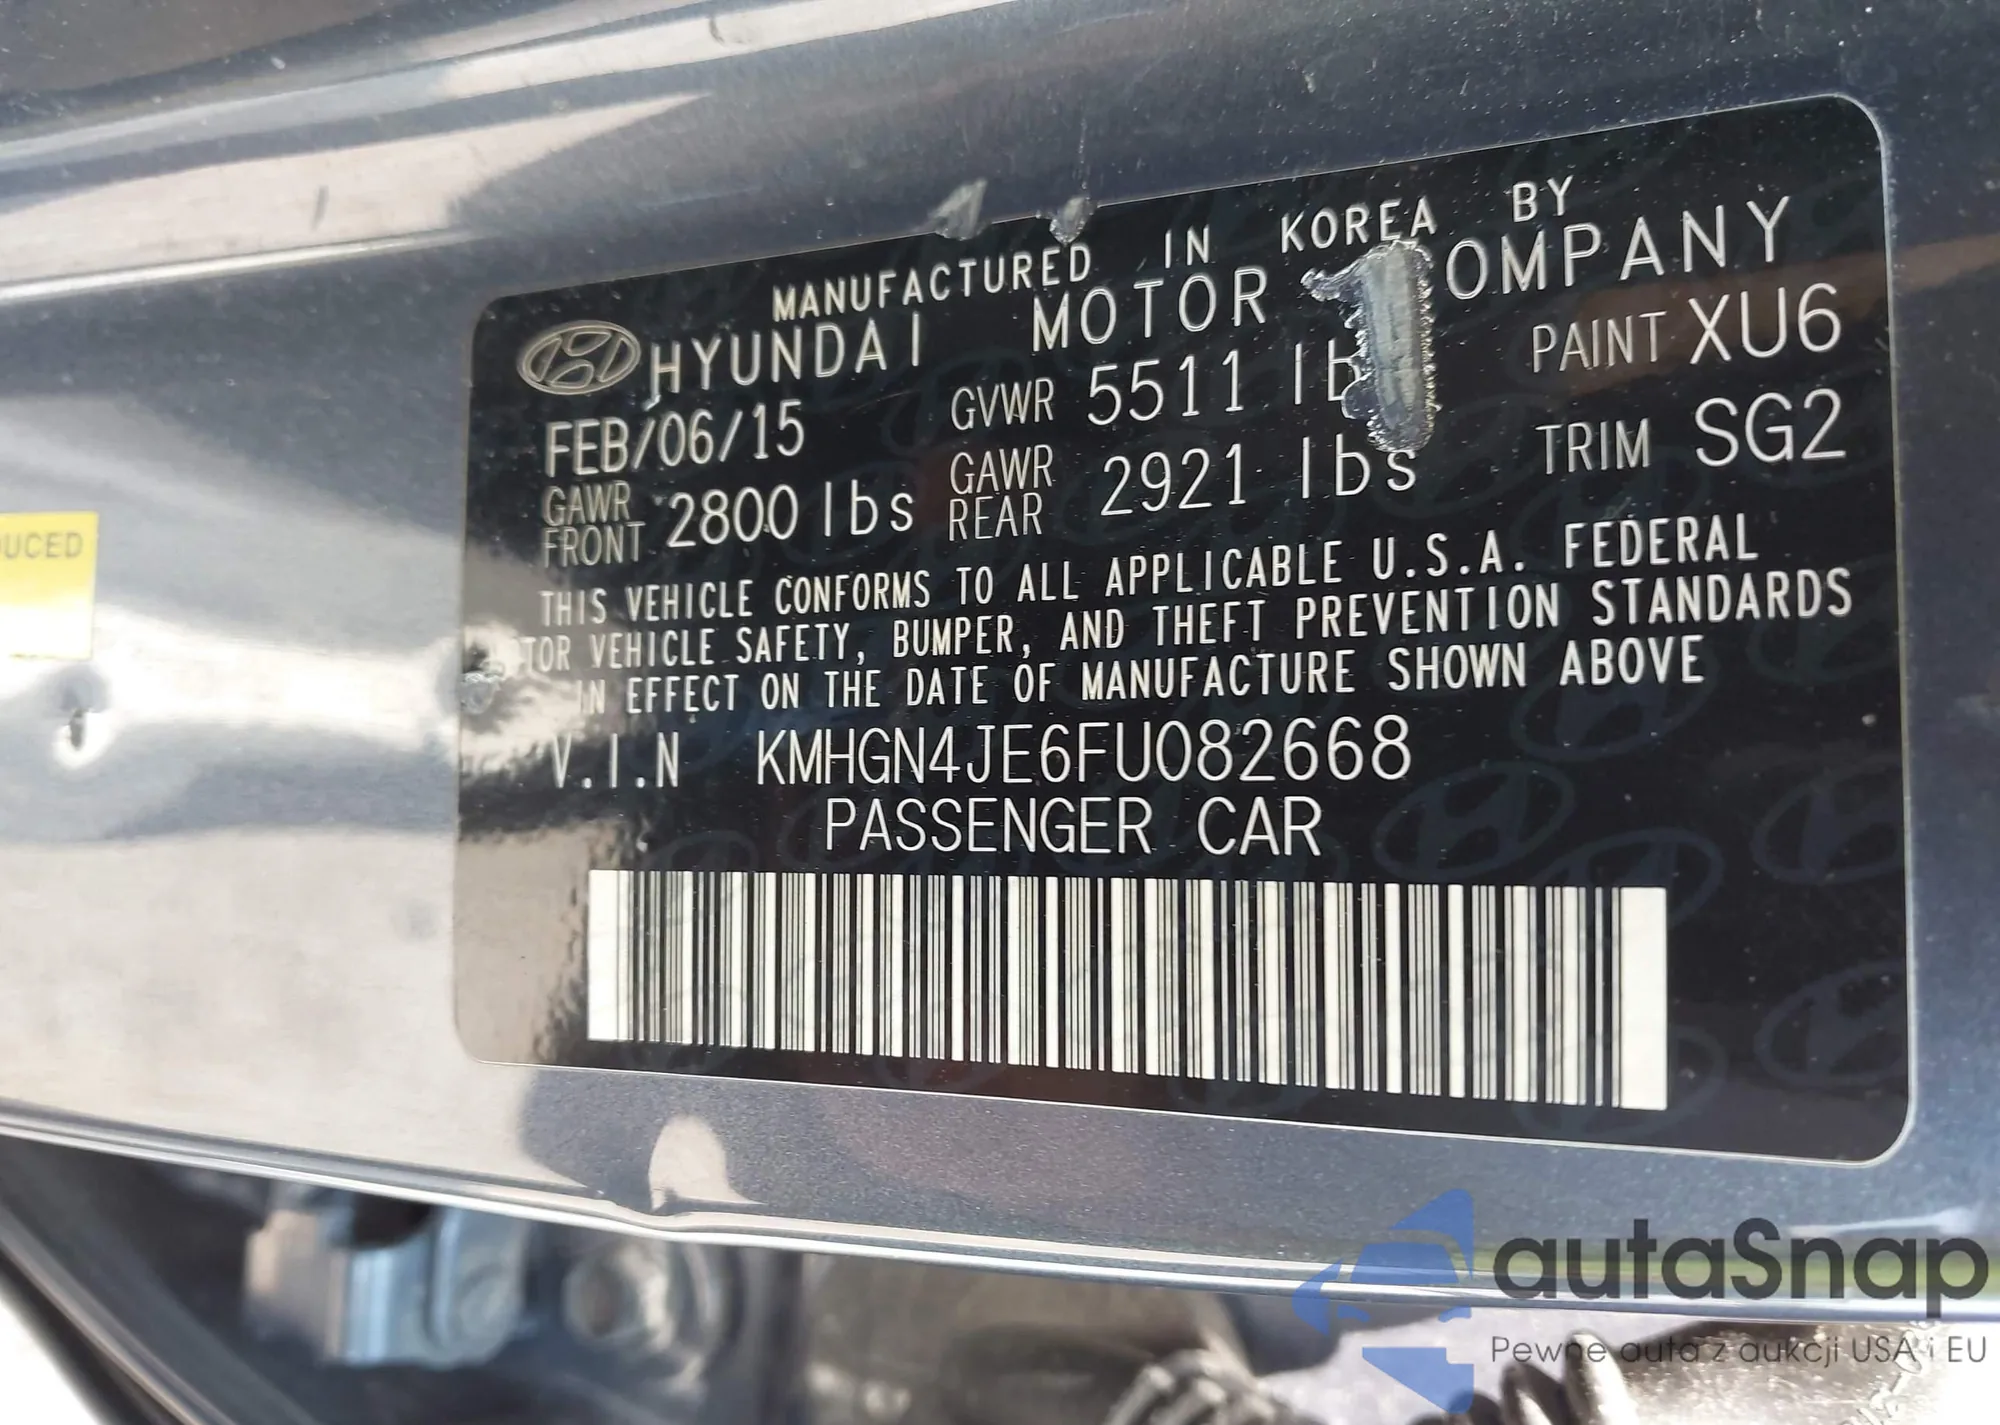 MANUFACTURED IN KOREA BY
HYUNDAI MOTOR OMPANY
FEB/06/15 GVWR 5511 lb PAINT XU6
GAWR FRONT 2800 lbs GAWR REAR 2921 lbs TRIM SG2
THIS VEHICLE CONFORMS TO ALL APPLICABLE U.S.A. FEDERAL
TOR VEHICLE SAFETY, BUMPER, AND THEFT PREVENTION STANDARDS
IN EFFECT ON THE DATE OF MANUFACTURE SHOWN ABOVE
V.I.N KMHGN4JE6FU082668
PASSENGER CAR
UCED
autaSnap
Pewne auta z aukcji USA i EU